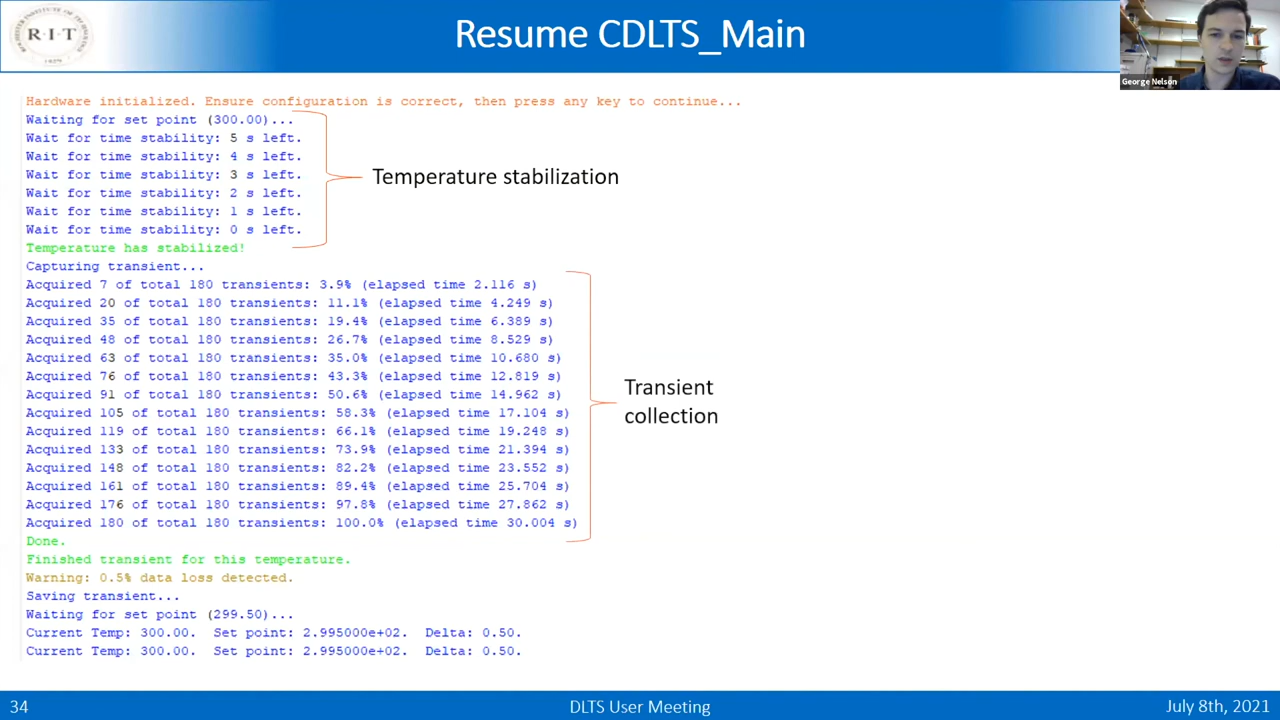 R·I·T
Resume CDLTS_Main
George Nelson
Hardware initialized. Ensure configuration is correct, then press any key to continue...
Waiting for set point (300.00)...
Wait for time stability: 5 s left.
Wait for time stability: 4 s left.
Wait for time stability: 3 s left.
Wait for time stability: 2 s left.
Wait for time stability: 1 s left.
Wait for time stability: 0 s left.
Temperature has stabilized!
Temperature stabilization
Capturing transient...
Acquired 7 of total 180 transients: 3.9% (elapsed time 2.116 s)
Acquired 20 of total 180 transients: 11.1% (elapsed time 4.249 s)
Acquired 35 of total 180 transients: 19.4% (elapsed time 6.389 s)
Acquired 48 of total 180 transients: 26.7% (elapsed time 8.529 s)
Acquired 63 of total 180 transients: 35.0% (elapsed time 10.680 s)
Acquired 76 of total 180 transients: 43.3% (elapsed time 12.819 s)
Acquired 91 of total 180 transients: 50.6% (elapsed time 14.962 s)
Acquired 105 of total 180 transients: 58.3% (elapsed time 17.104 s)
Acquired 119 of total 180 transients: 66.1% (elapsed time 19.248 s)
Acquired 133 of total 180 transients: 73.9% (elapsed time 21.394 s)
Acquired 148 of total 180 transients: 82.2% (elapsed time 23.552 s)
Acquired 161 of total 180 transients: 89.4% (elapsed time 25.704 s)
Acquired 176 of total 180 transients: 97.8% (elapsed time 27.862 s)
Acquired 180 of total 180 transients: 100.0% (elapsed time 30.004 s)
Transient
collection
Done.
Finished transient for this temperature.
Warning: 0.5% data loss detected.
Saving transient...
Waiting for set point (299.50)...
Current Temp: 300.00. Set point: 2.995000e+02. Delta: 0.50.
Current Temp: 300.00. Set point: 2.995000e+02. Delta: 0.50.
34
DLTS User Meeting
July 8th, 2021